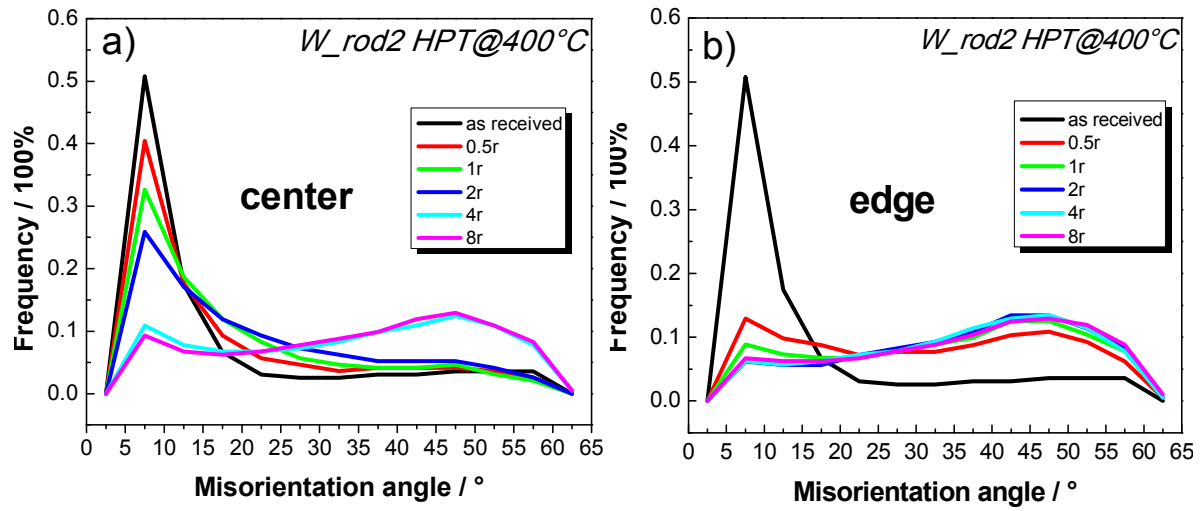 a)
W_rod2 HPT@400°C
0.6
0.5
0.4
0.3
0.2
0.1
0.0
Frequency / 100%
as received
0.5r
1r
2r
4r
8r
center
0 5 10 15 20 25 30 35 40 45 50 55 60 65
Misorientation angle / °
b)
W_rod2 HPT@400°C
0.6
0.5
0.4
0.3
0.2
0.1
0.0
Frequency / 100%
as received
0.5r
1r
2r
4r
8r
edge
0 5 10 15 20 25 30 35 40 45 50 55 60 65
Misorientation angle / °